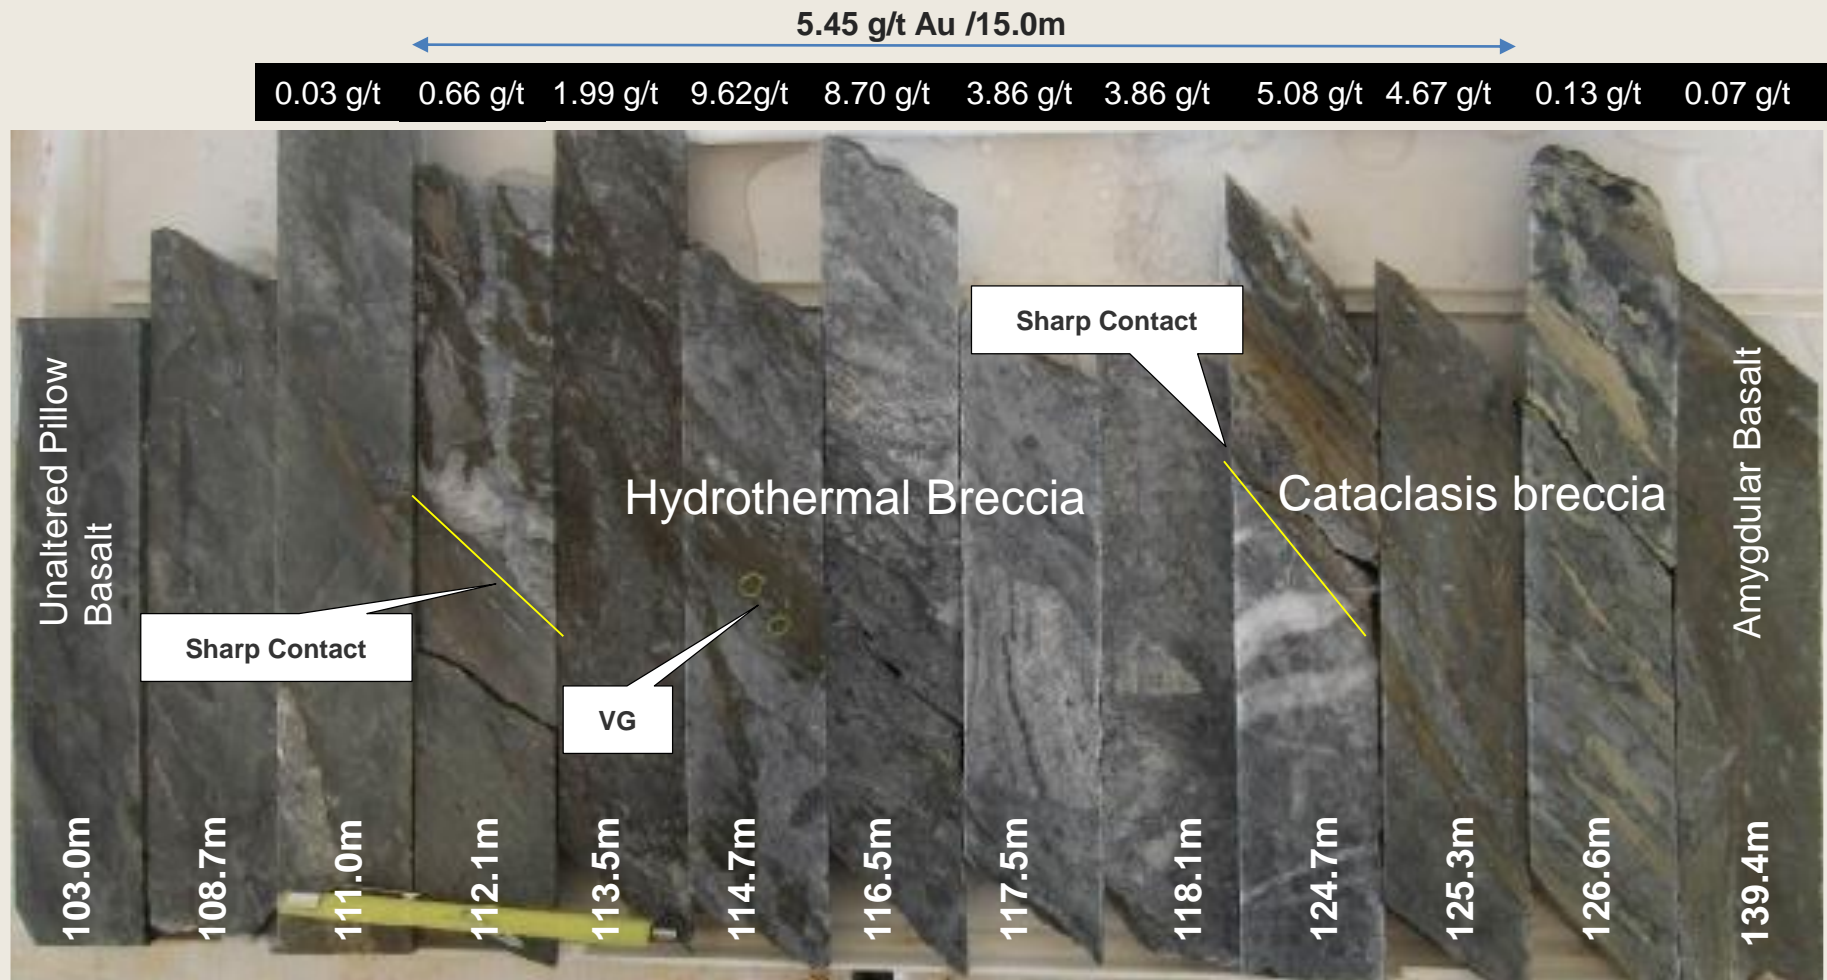 5.45 g/t Au /15.0m
0.03 g/t 0.66 g/t 1.99 g/t 9.62g/t 8.70 g/t 3.86 g/t 3.86 g/t 5.08 g/t 4.67 g/t 0.13 g/t 0.07 g/t
Sharp Contact
Unaltered Pillow
Basalt
Hydrothermal Breccia
Cataclasis breccia
Amygdular Basalt
Sharp Contact
VG
103.0m
108.7m
111.0m
112.1m
113.5m
114.7m
116.5m
117.5m
118.1m
124.7m
125.3m
126.6m
139.4m